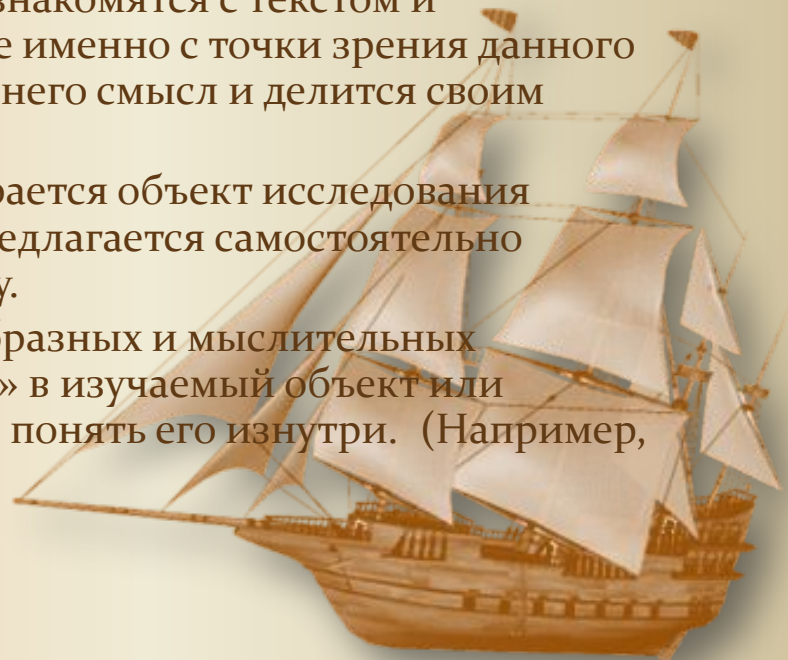 знакомятся с текстом и
е именно с точки зрения данного
него смысл и делится своим
рается объект исследования
едлагается самостоятельно
у.
бразных и мыслительных
» в изучаемый объект или
понять его изнутри. (Например,